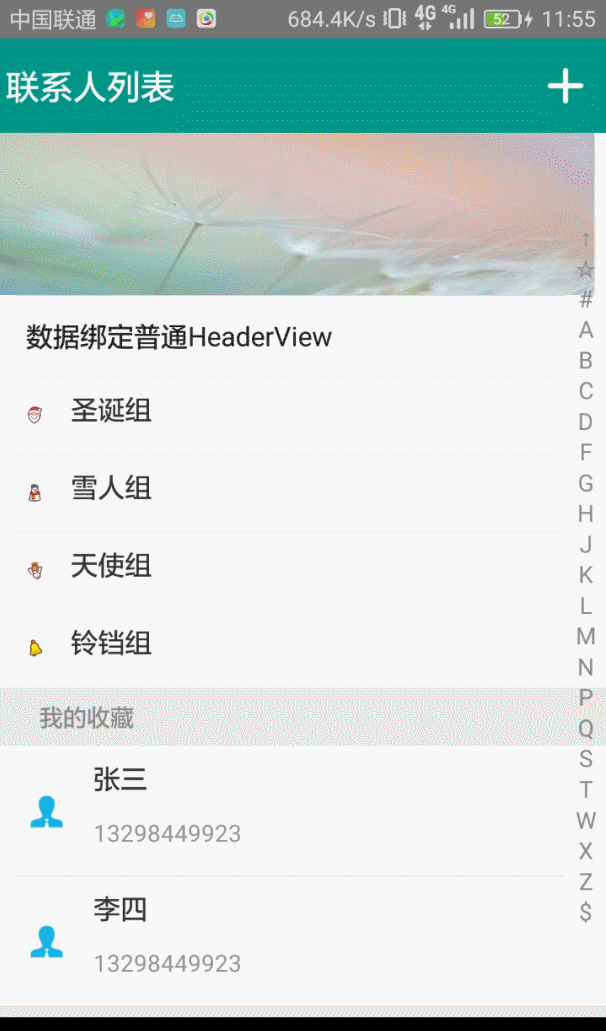 中国联通 684.4K/s 4G 4G 52 11:55
联系人列表 +
数据绑定普通HeaderView
圣诞组
雪人组
天使组
铃铛组
我的收藏
张三
13298449923
李四
13298449923
↑
☆
#
A
B
C
D
F
G
H
J
K
L
M
N
P
Q
S
T
W
X
Z
$